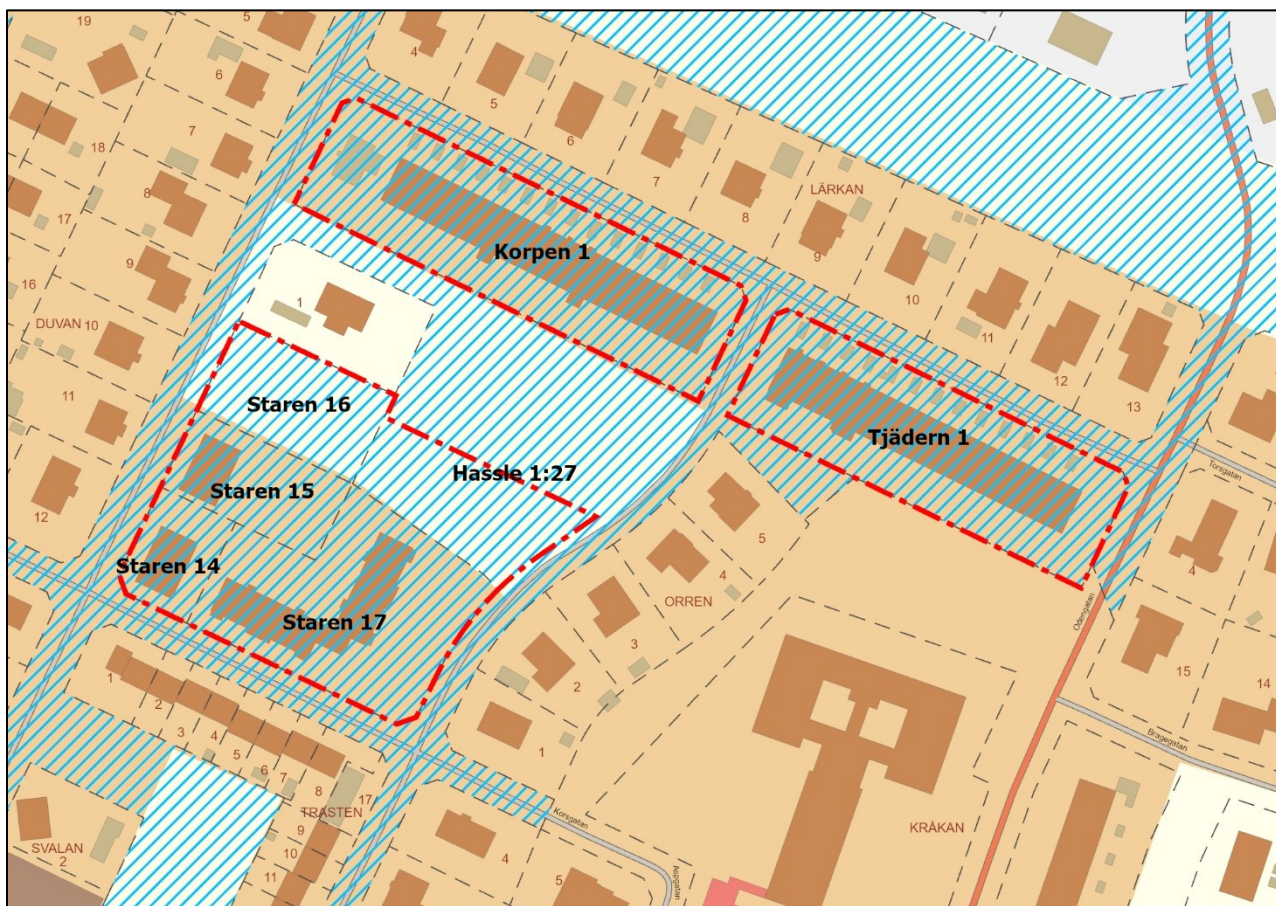 19
5
4
6
5
6
7
7
18
8
8
LÄRKAN
17
9
9
Korpen 1
10
16
1
11
DUVAN 10
12
13
11
Staren 16
Tjädern 1
Hassle 1:27
Torsgatan
Staren 15
12
5
4
Staren 14
4
ORREN
Odengatan
Staren 17
3
2
15
14
1
2
3
4
5
6
7
8
17
1
Bragegatan
TRASTEN
9
10
11
Korsgatan
KRÅKAN
SVALAN
2
4
5
Aspgatan